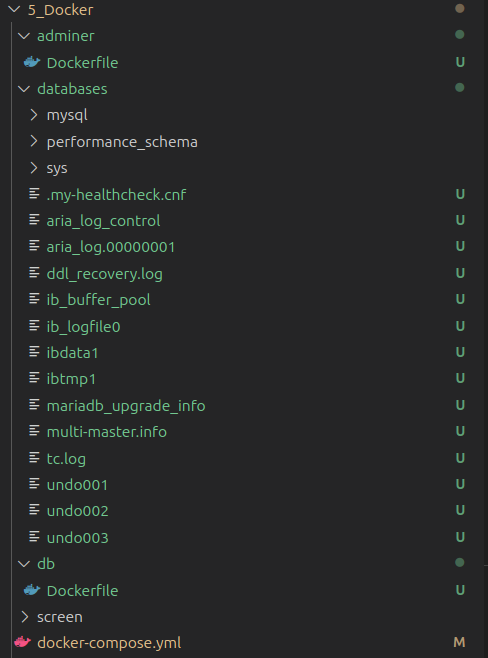 5_Docker
adminer
Dockerfile U
databases
mysql
performance_schema
sys
.my-healthcheck.cnf U
aria_log_control U
aria_log.00000001 U
ddl_recovery.log U
ib_buffer_pool U
ib_logfile0 U
ibdata1 U
ibtmp1 U
mariadb_upgrade_info U
multi-master.info U
tc.log U
undo001 U
undo002 U
undo003 U
db
Dockerfile U
screen
docker-compose.yml M